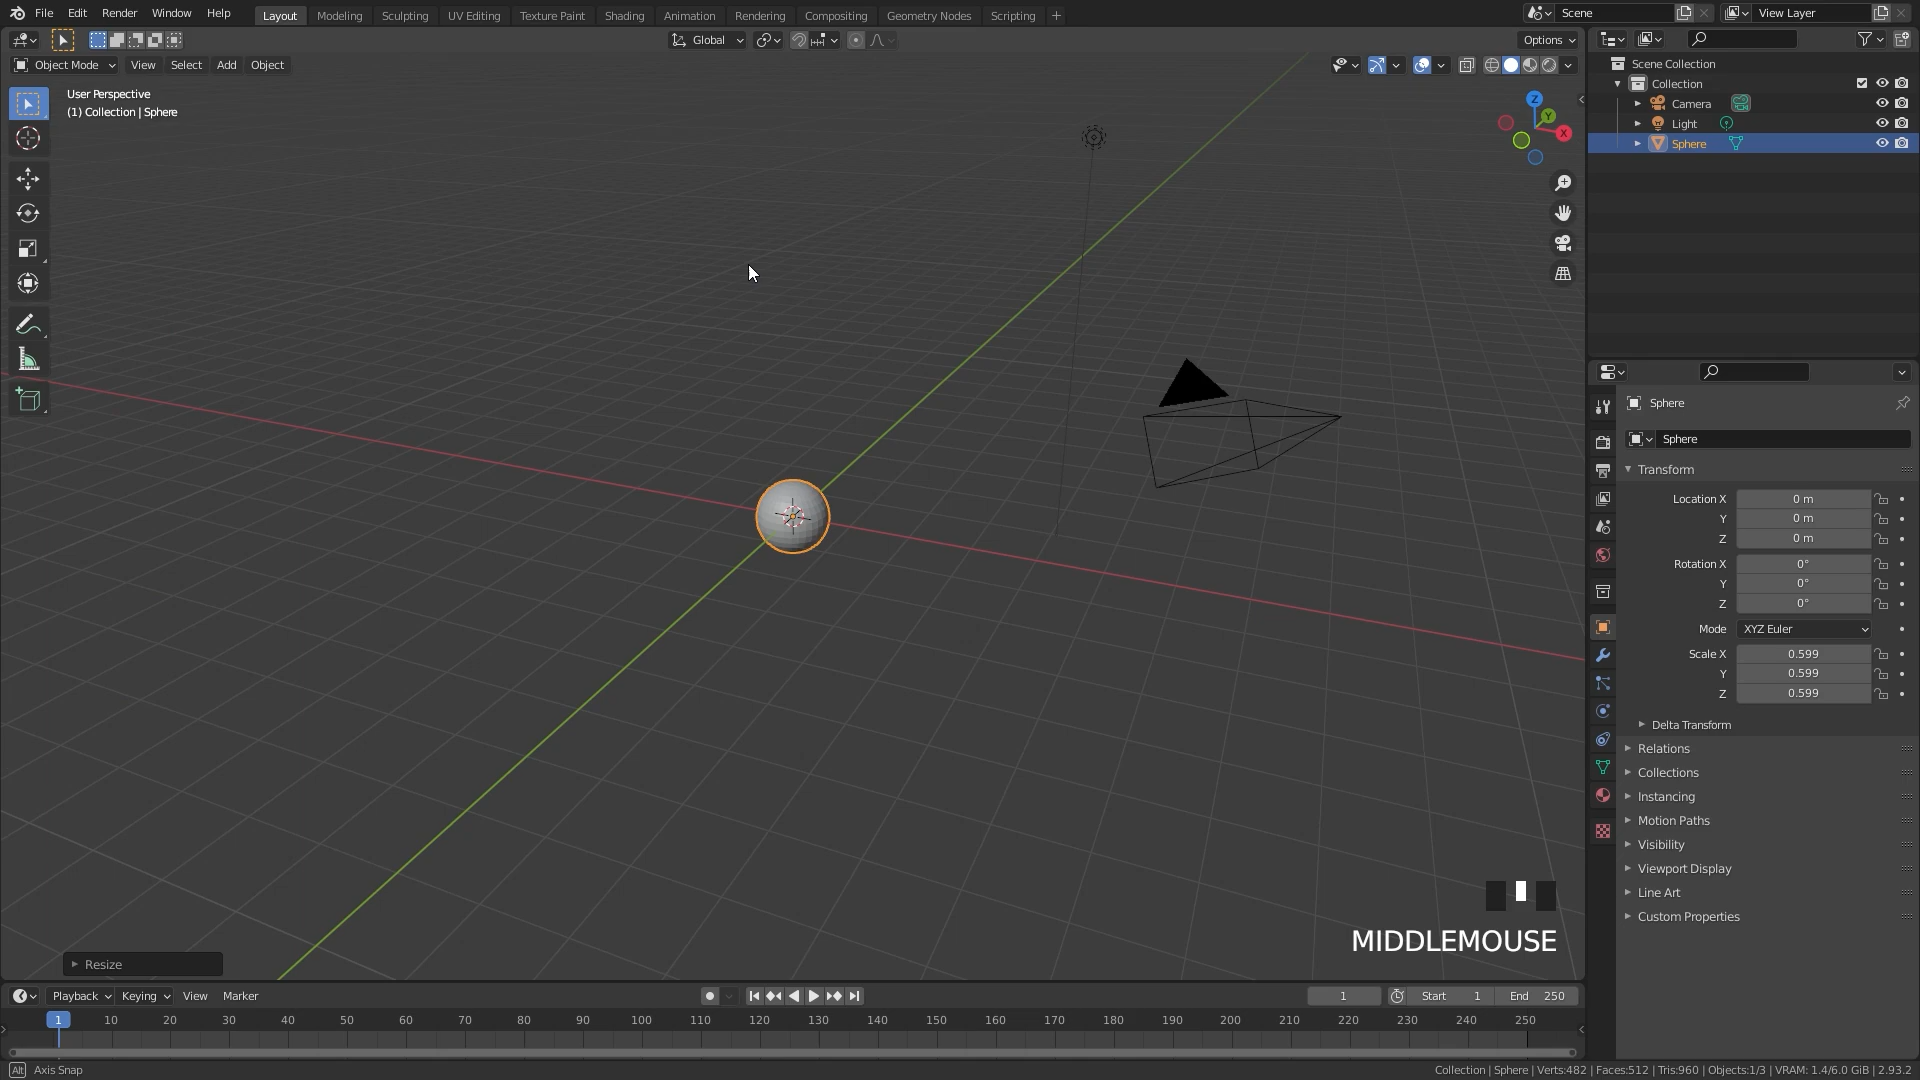 File Edit Render Window Help Layout Modeling Sculpting UV Editing Texture Paint Shading Animation Rendering Compositing Geometry Nodes Scripting + Scene View Layer
Global Options
Object Mode View Select Add Object
User Perspective
(1) Collection | Sphere
Z
Y
X
Scene Collection
Collection
Camera
Light
Sphere
Sphere
Sphere
Transform
Location X 0 m
Y 0 m
Z 0 m
Rotation X 0°
Y 0°
Z 0°
Mode XYZ Euler
Scale X 0.599
Y 0.599
Z 0.599
Delta Transform
Relations
Collections
Instancing
Motion Paths
Visibility
Viewport Display
Line Art
Custom Properties
MIDDLEMOUSE
Resize
Playback Keying View Marker 1 Start 1 End 250
1 10 20 30 40 50 60 70 80 90 100 110 120 130 140 150 160 170 180 190 200 210 220 230 240 250
Alt Axis Snap Collection | Sphere | Verts:482 | Faces:512 | Tris:960 | Objects:1/3 | VRAM: 1.4/6.0 GiB | 2.93.2